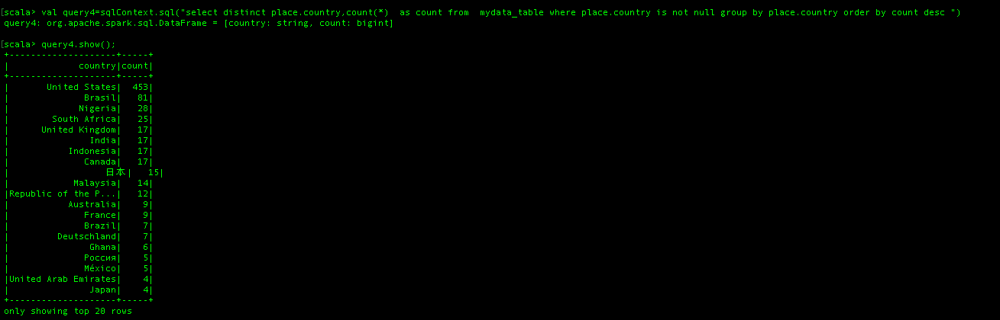 [scala> val query4=sqlContext.sql("select distinct place.country,count(*)  as count from  mydata_table where place.country is not null group by place.country order by count desc ")
query4: org.apache.spark.sql.DataFrame = [country: string, count: bigint]
[scala> query4.show();
+--------------------+-----+
|             country|count|
+--------------------+-----+
|       United States|  453|
|              Brasil|   81|
|             Nigeria|   28|
|        South Africa|   25|
|      United Kingdom|   17|
|               India|   17|
|           Indonesia|   17|
|              Canada|   17|
|                  日本|   15|
|            Malaysia|   14|
|Republic of the P...|   12|
|           Australia|    9|
|              France|    9|
|              Brazil|    7|
|         Deutschland|    7|
|               Ghana|    6|
|              Россия|    5|
|              México|    5|
|United Arab Emirates|    4|
|               Japan|    4|
+--------------------+-----+
only showing top 20 rows